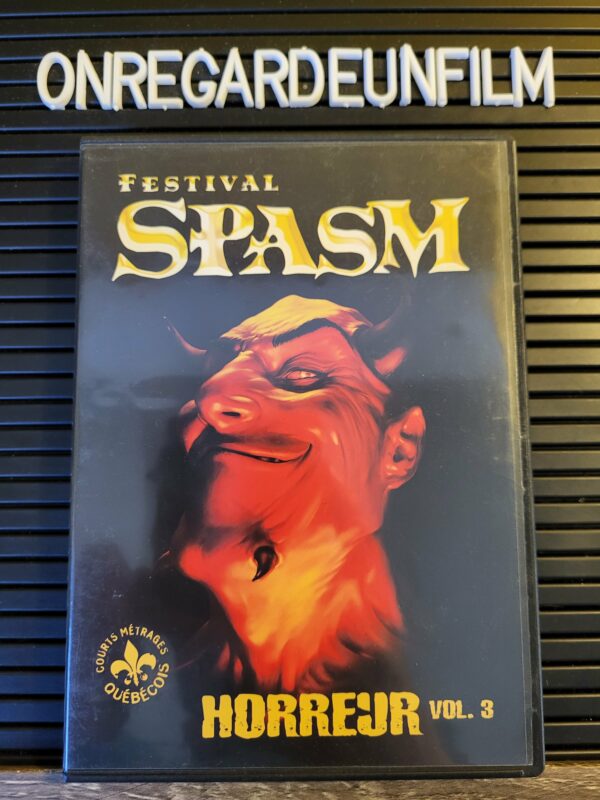 ONREGARDEUNFILM
FESTIVAL
SPASM
COURTS MÉTRAGES
QUÉBÉCOIS
HORREUR VOL. 3